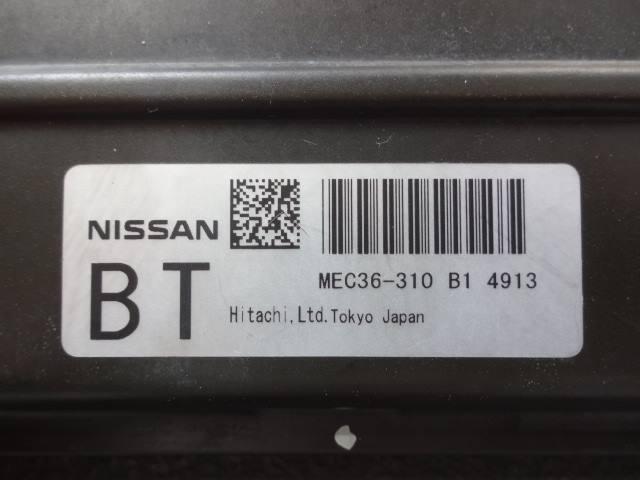 NISSAN
BT
MEC36-310 B1 4913
Hitachi,Ltd.Tokyo Japan